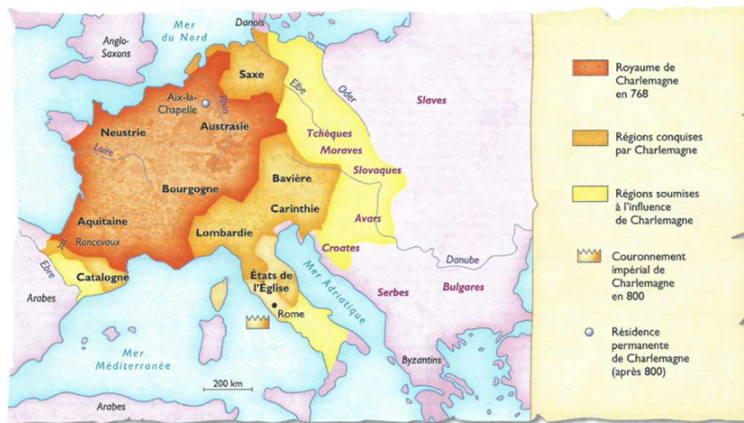 Mer
du Nord
Danois
Anglo-
Saxons
Saxe
Elbe
Oder
Slaves
Aix-la-
Chapelle
Rhin
Neustrie
Austrasie
Tchèques
Moraves
Slovaques
Loire
Bourgogne
Bavière
Carinthie
Avars
Aquitaine
Roncevaux
Lombardie
Croates
Danube
Ebre
Catalogne
États de
l'Église
Mer Adriatique
Serbes
Bulgares
Arabes
Rome
Mer
Méditerranée
Byzantins
200 km
Arabes
Royaume de
Charlemagne
en 768
Régions conquises
par Charlemagne
Régions soumises
à l'influence
de Charlemagne
Couronnement
impérial de
Charlemagne
en 800
Résidence
permanente
de Charlemagne
(après 800)